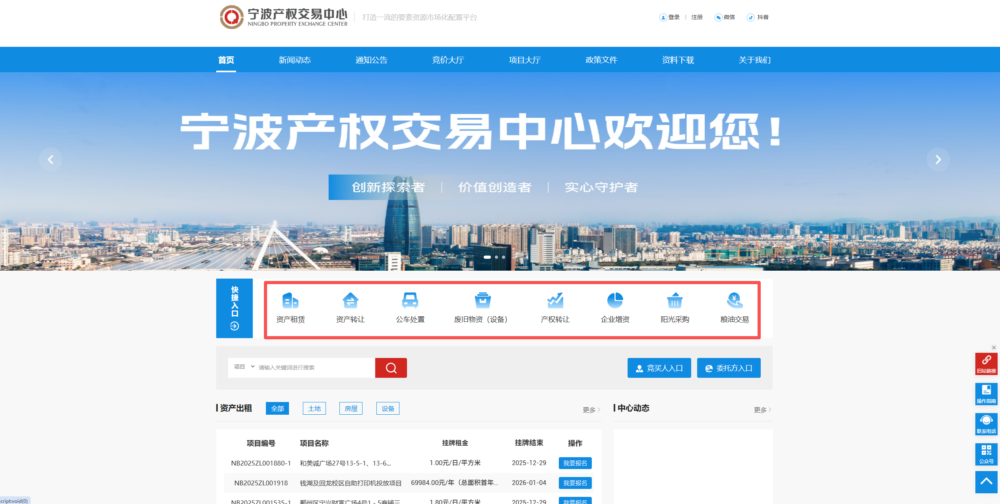 宁波产权交易中心
NINGBO PROPERTY EXCHANGE CENTER
打造一流的要素资源市场化配置平台
登录 | 注册 微信 抖音
首页 新闻动态 通知公告 竞价大厅 项目大厅 政策文件 资料下载 关于我们
宁波产权交易中心欢迎您！
创新探索者 | 价值创造者 | 实心守护者
快捷入口
资产租赁 资产转让 公车处置 废旧物资（设备） 产权转让 企业增资 阳光采购 粮油交易
项目 请输入关键词进行搜索
竞买人入口 委托方入口
旧站链接
操作指南
联系电话
公众号
资产出租 全部 土地 房屋 设备 更多
中心动态 更多
项目编号 项目名称 挂牌租金 挂牌结束 操作
NB2025ZL001880-1 和美诚广场27号13-5-1、13-6... 1.00元/日/平方米 2025-12-29 我要报名
NB2025ZL001918 钱湖及回龙校区自助打印机投放项目 69984.00元/年（总面积首年... 2026-01-04 我要报名
NB2025ZL001535-1 鄞州区宁兴财富广场4号1-5商铺三... 1.80元/日/平方米 2025-12-29 我要报名
script:void(0)